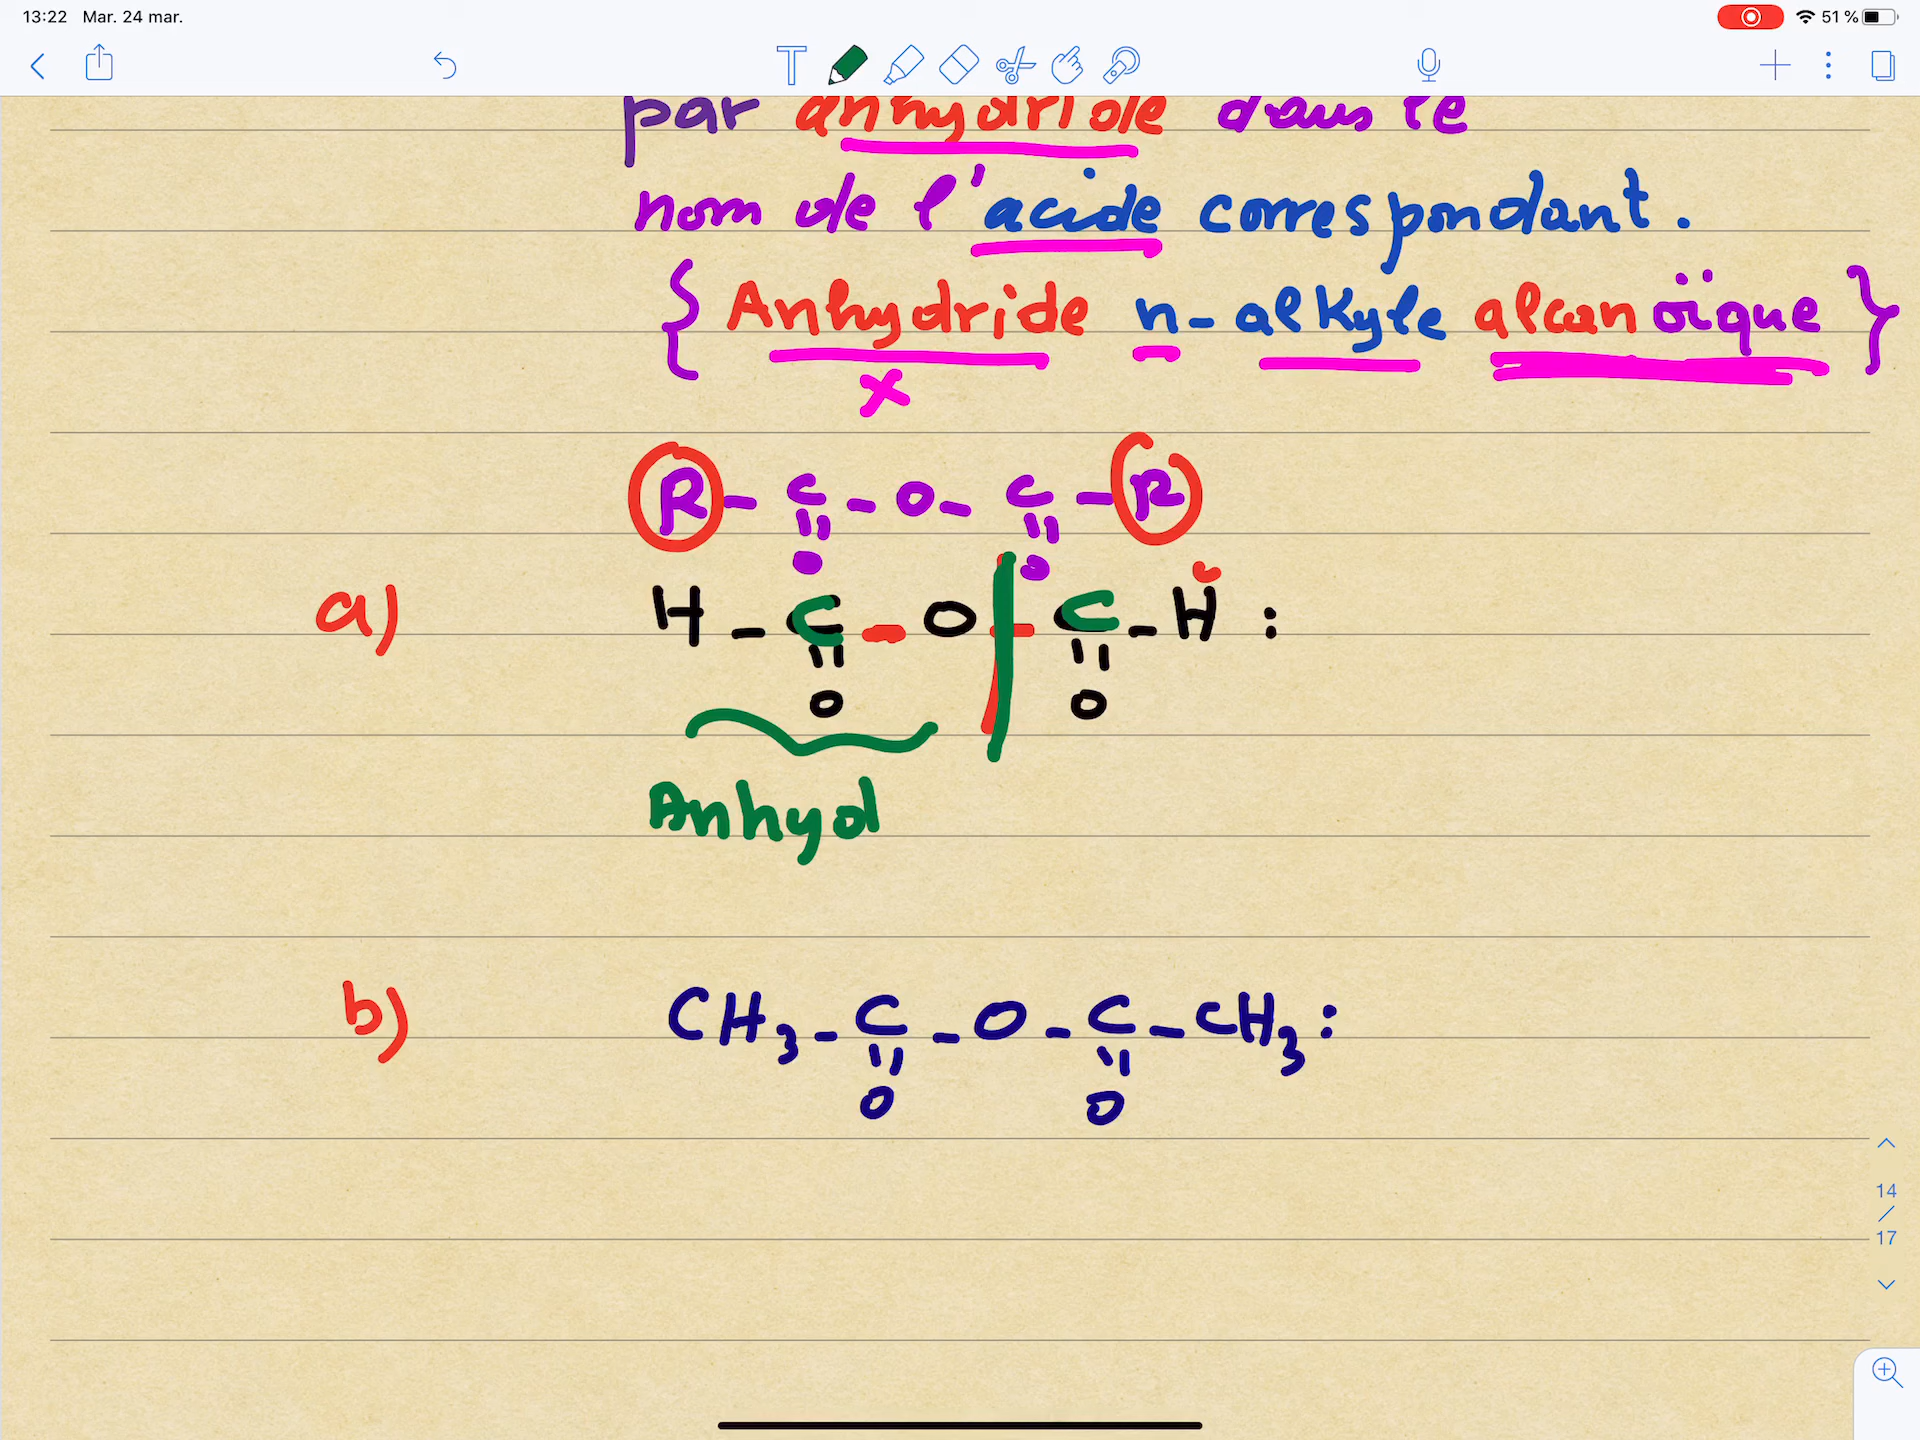 13:22 Mar. 24 mar. 51 %
T
par anhydride dans le
nom de l'acide correspondant.
{ Anhydride n-alkyle alcanoïque }
x
R - C - O - C - R
= =
O O
a) H - C - O - C - H :
= =
O O
Anhyd
b) CH3 - C - O - C - CH3 :
= =
O O
14
/
17